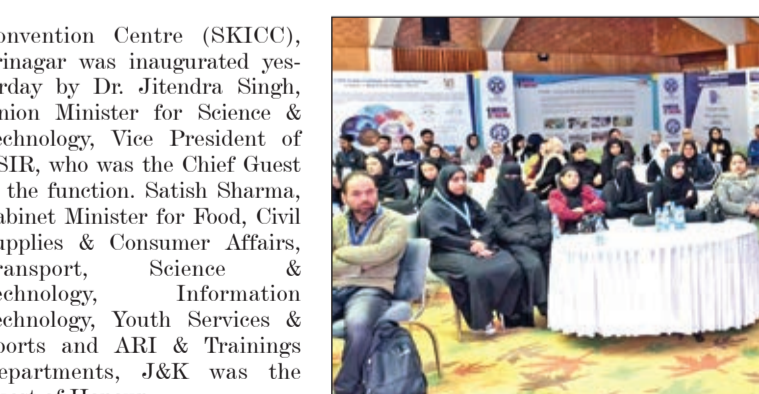 onvention Centre (SKICC),
rinagar was inaugurated yes-
rday by Dr. Jitendra Singh,
nion Minister for Science &
echnology, Vice President of
SIR, who was the Chief Guest
the function. Satish Sharma,
abinet Minister for Food, Civil
upplies & Consumer Affairs,
ransport, Science &
echnology, Information
echnology, Youth Services &
ports and ARI & Trainings
epartments, J&K was the